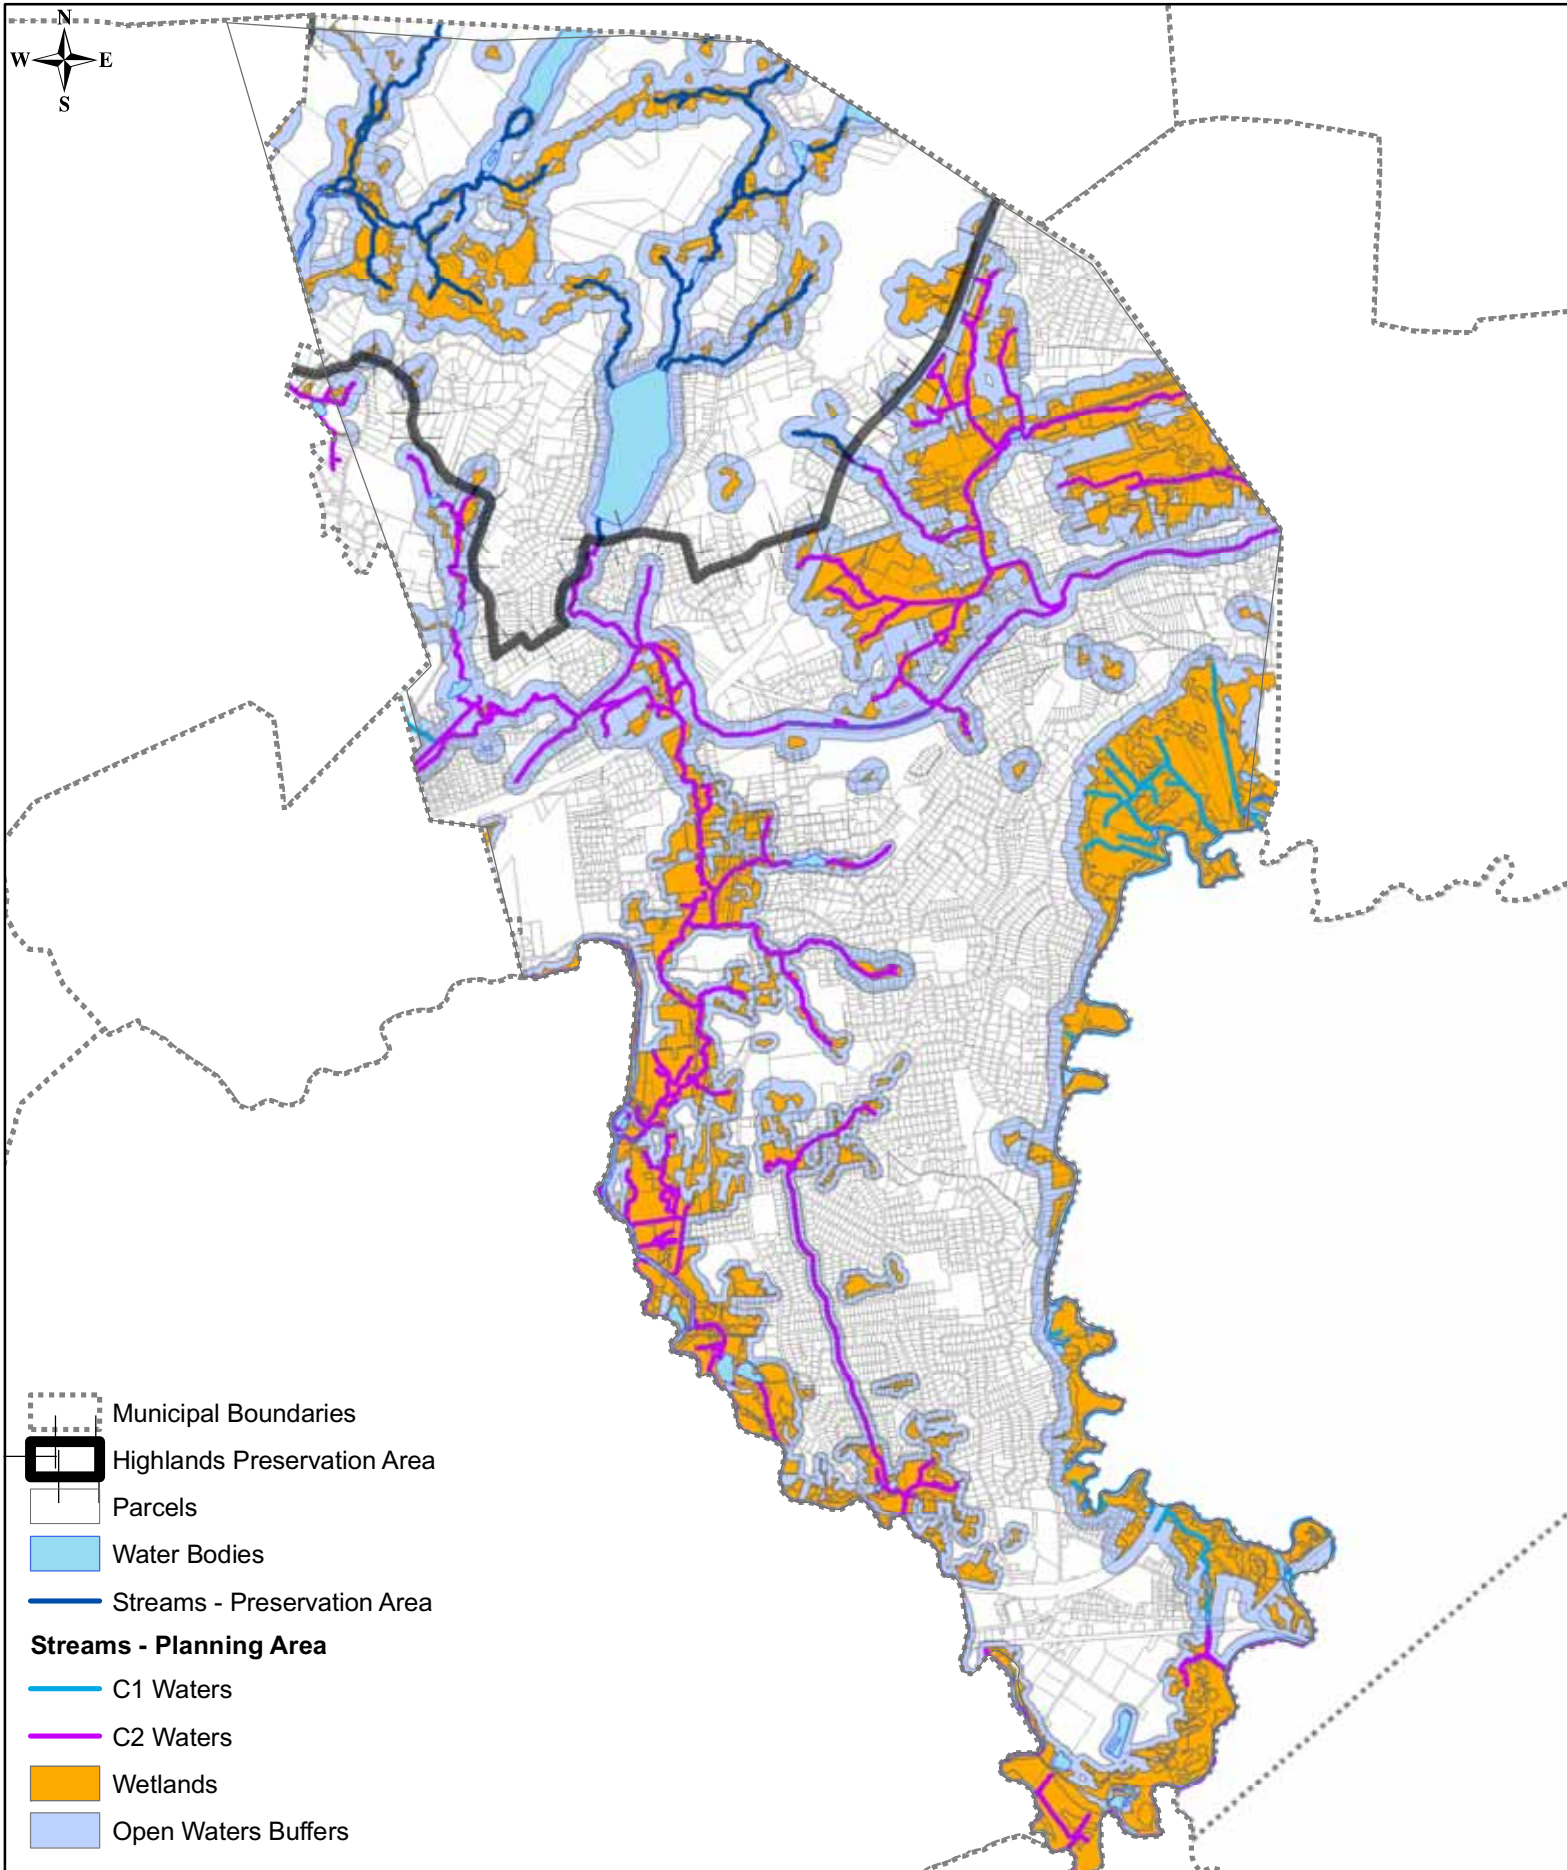 N
W E
S
Municipal Boundaries
Highlands Preservation Area
Parcels
Water Bodies
Streams - Preservation Area
Streams - Planning Area
C1 Waters
C2 Waters
Wetlands
Open Waters Buffers